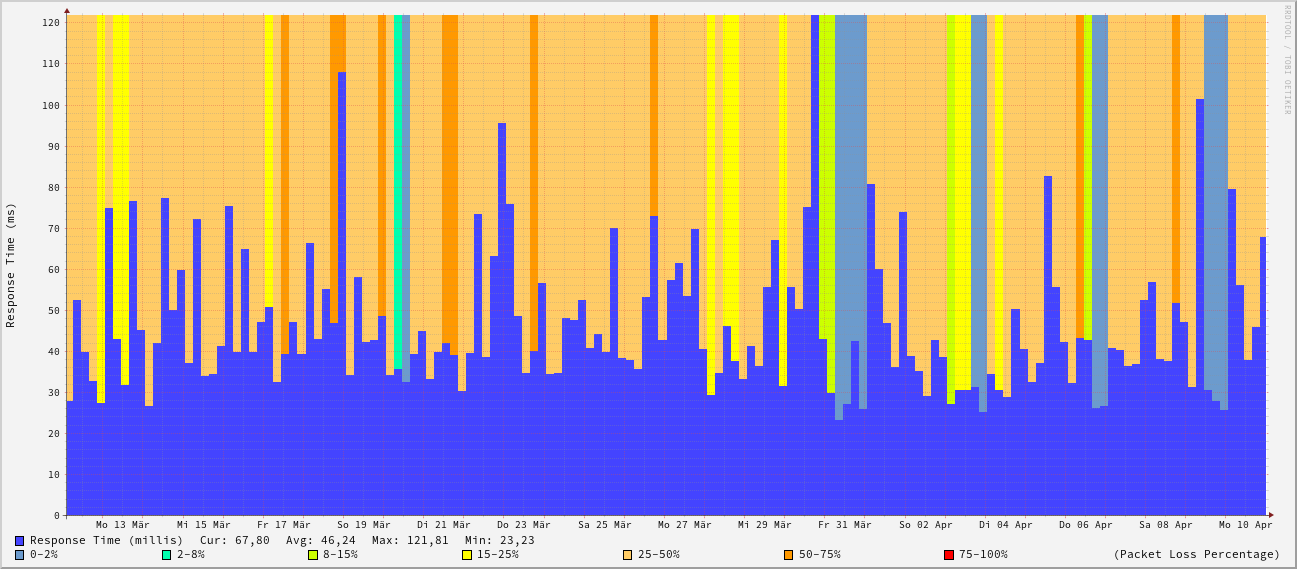 RRDTOOL / TOBI OETIKER
Response Time (ms)
120
110
100
90
80
70
60
50
40
30
20
10
0
Mo 13 Mär Mi 15 Mär Fr 17 Mär So 19 Mär Di 21 Mär Do 23 Mär Sa 25 Mär Mo 27 Mär Mi 29 Mär Fr 31 Mär So 02 Apr Di 04 Apr Do 06 Apr Sa 08 Apr Mo 10 Apr
Response Time (millis) Cur: 67,80 Avg: 46,24 Max: 121,81 Min: 23,23
0-2% 2-8% 8-15% 15-25% 25-50% 50-75% 75-100% (Packet Loss Percentage)